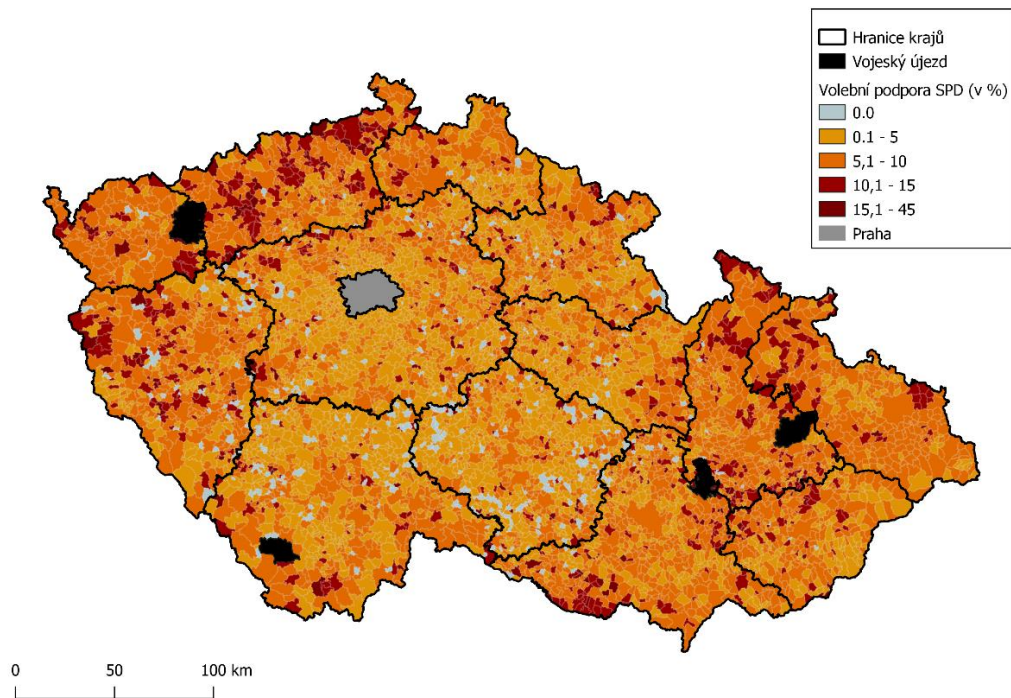 Hranice krajů
Vojeský újezd
Volební podpora SPD (v %)
0.0
0.1 - 5
5,1 - 10
10,1 - 15
15,1 - 45
Praha
0 50 100 km